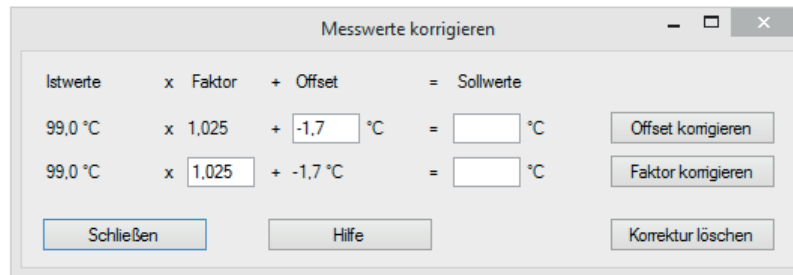 Messwerte korrigieren
Istwerte x Faktor + Offset = Sollwerte
99,0 °C x 1,025 + -1,7 °C = °C Offset korrigieren
99,0 °C x 1,025 + -1,7 °C = °C Faktor korrigieren
Schließen Hilfe Korrektur löschen